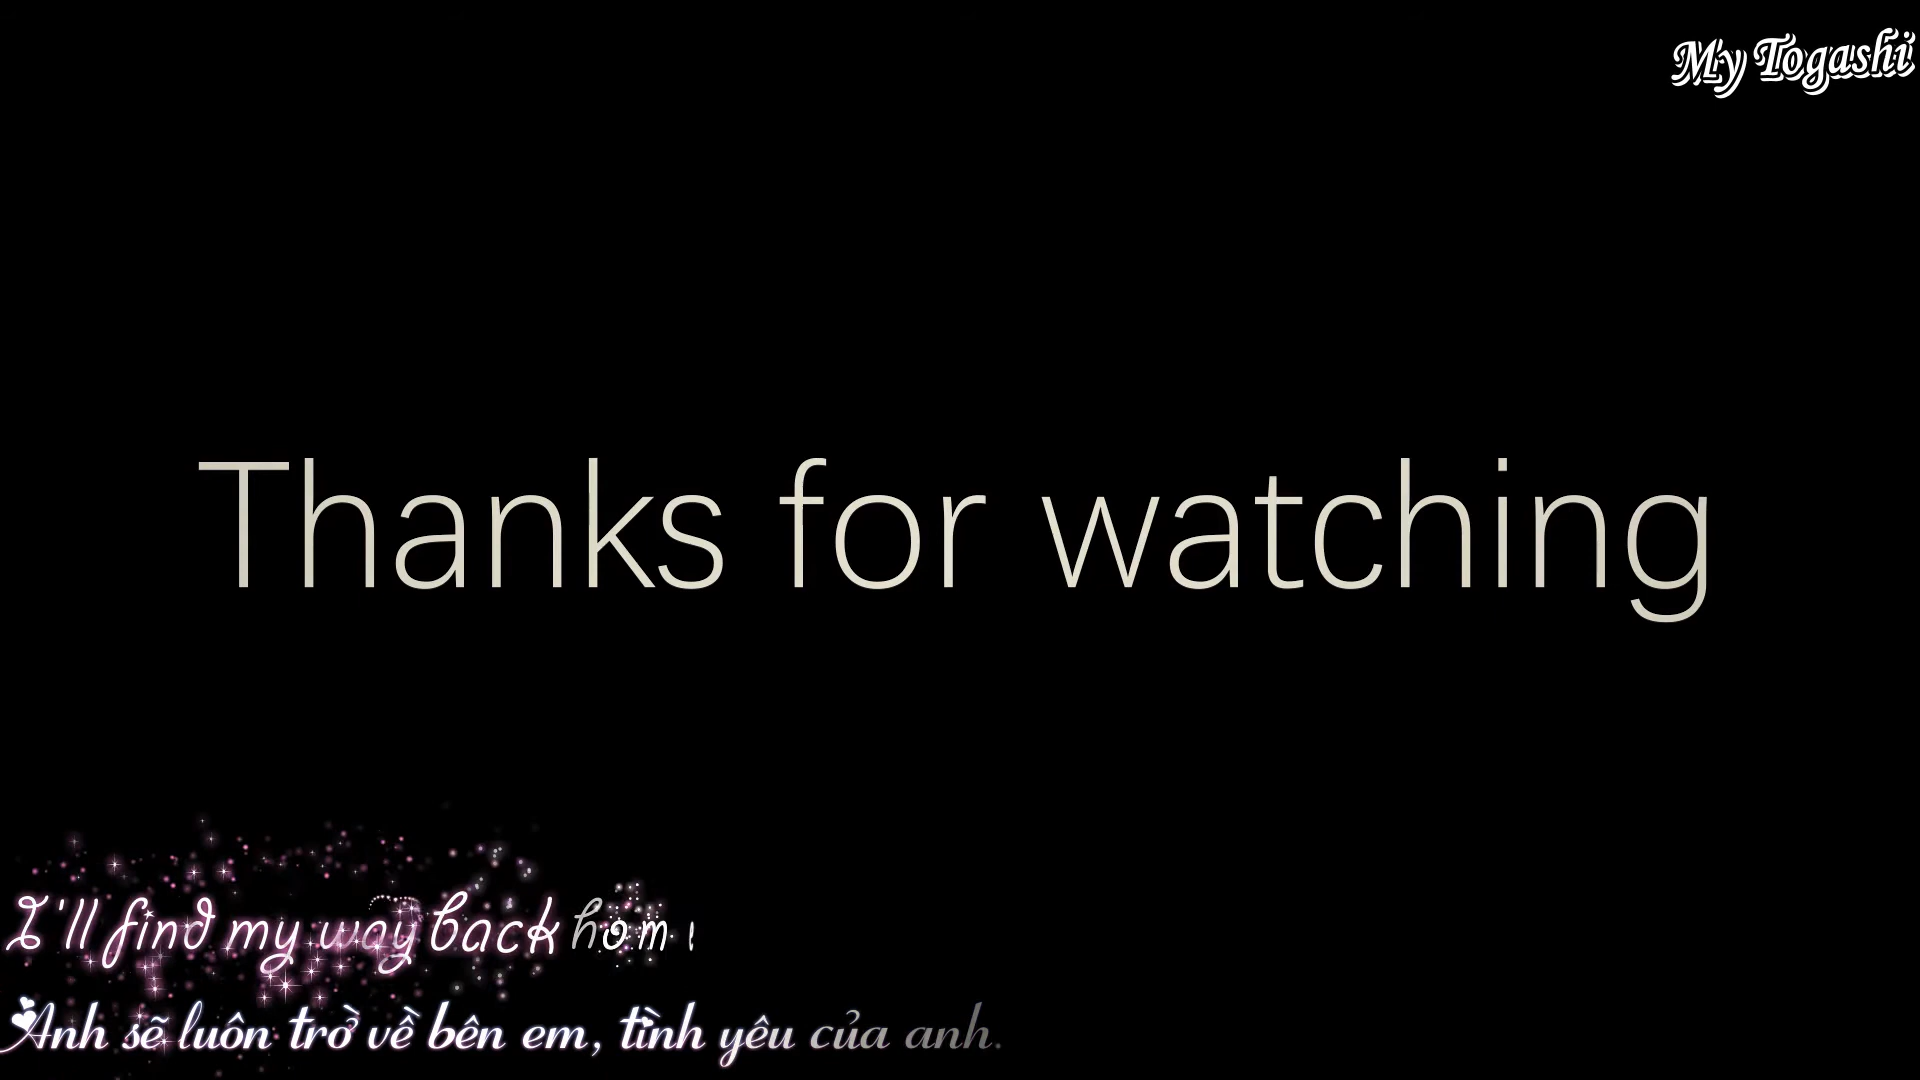 My Togashi
Thanks for watching
I'll find my way back hom
Anh sẽ luôn trở về bên em, tình yêu của anh.